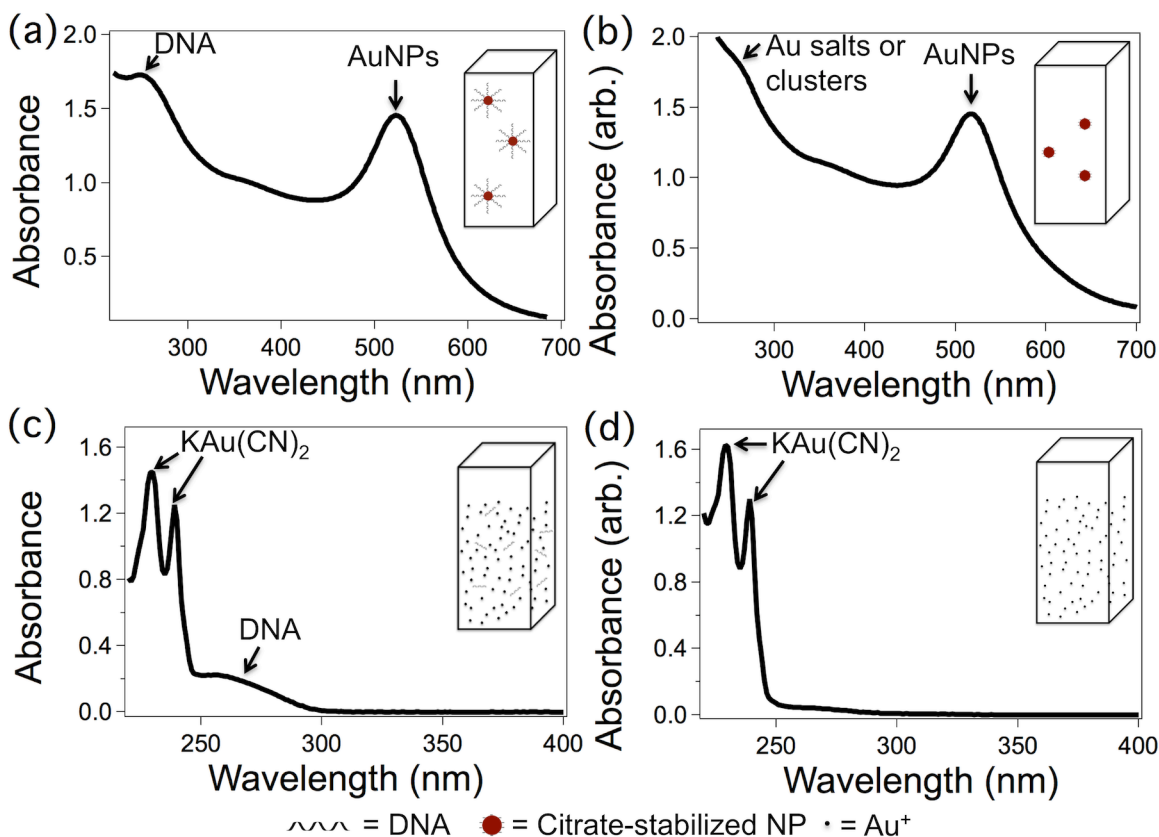 (a)
DNA
AuNPs
2.0
1.5
1.0
0.5
Absorbance
300 400 500 600 700
Wavelength (nm)
(b)
Au salts or
clusters
AuNPs
2.0
1.5
1.0
0.5
0.0
Absorbance (arb.)
300 400 500 600 700
Wavelength (nm)
(c)
KAu(CN)₂
DNA
1.6
1.2
0.8
0.4
0.0
Absorbance
250 300 350 400
Wavelength (nm)
(d)
KAu(CN)₂
1.6
1.2
0.8
0.4
0.0
Absorbance (arb.)
250 300 350 400
Wavelength (nm)
= DNA = Citrate-stabilized NP = Au⁺